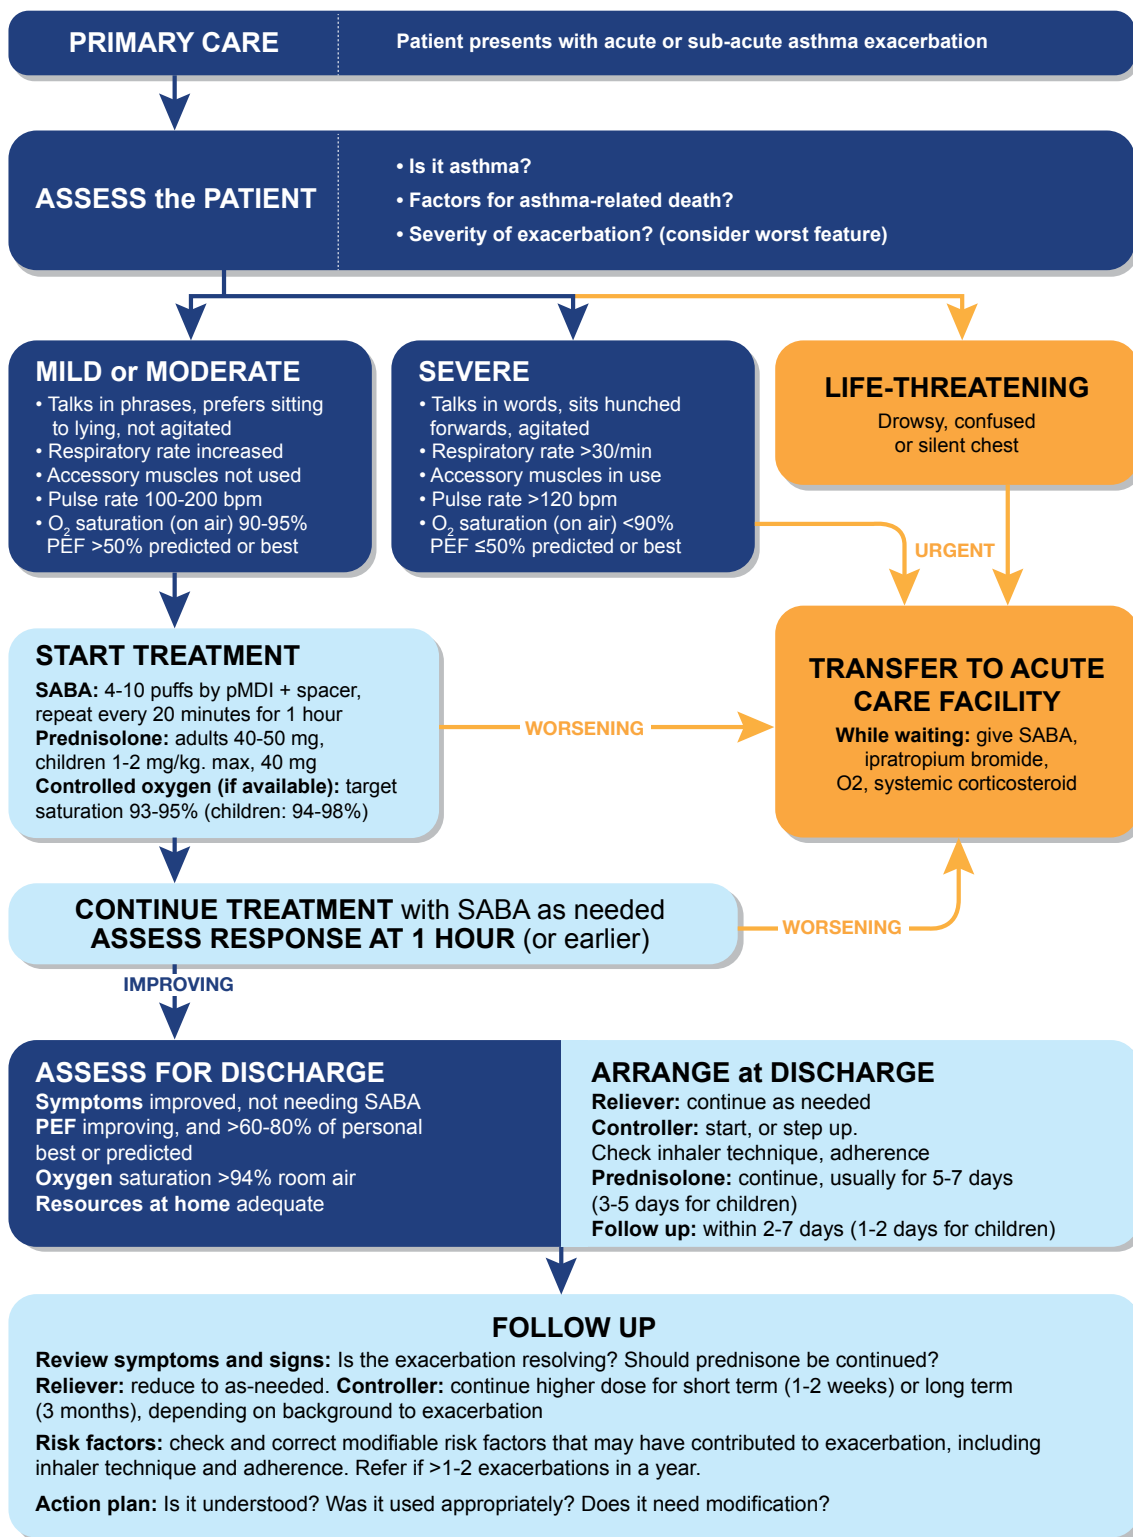 PRIMARY CARE
Patient presents with acute or sub-acute asthma exacerbation
ASSESS the PATIENT
• Is it asthma?
• Factors for asthma-related death?
• Severity of exacerbation? (consider worst feature)
MILD or MODERATE
• Talks in phrases, prefers sitting
to lying, not agitated
• Respiratory rate increased
• Accessory muscles not used
• Pulse rate 100-200 bpm
• O2 saturation (on air) 90-95%
PEF >50% predicted or best
SEVERE
• Talks in words, sits hunched
forwards, agitated
• Respiratory rate >30/min
• Accessory muscles in use
• Pulse rate >120 bpm
• O2 saturation (on air) <90%
PEF ≤50% predicted or best
LIFE-THREATENING
Drowsy, confused
or silent chest
URGENT
START TREATMENT
SABA: 4-10 puffs by pMDI + spacer,
repeat every 20 minutes for 1 hour
Prednisolone: adults 40-50 mg,
children 1-2 mg/kg. max, 40 mg
Controlled oxygen (if available): target
saturation 93-95% (children: 94-98%)
WORSENING
TRANSFER TO ACUTE
CARE FACILITY
While waiting: give SABA,
ipratropium bromide,
O2, systemic corticosteroid
CONTINUE TREATMENT with SABA as needed
ASSESS RESPONSE AT 1 HOUR (or earlier)
WORSENING
IMPROVING
ASSESS FOR DISCHARGE
Symptoms improved, not needing SABA
PEF improving, and >60-80% of personal
best or predicted
Oxygen saturation >94% room air
Resources at home adequate
ARRANGE at DISCHARGE
Reliever: continue as needed
Controller: start, or step up.
Check inhaler technique, adherence
Prednisolone: continue, usually for 5-7 days
(3-5 days for children)
Follow up: within 2-7 days (1-2 days for children)
FOLLOW UP
Review symptoms and signs: Is the exacerbation resolving? Should prednisone be continued?
Reliever: reduce to as-needed. Controller: continue higher dose for short term (1-2 weeks) or long term
(3 months), depending on background to exacerbation
Risk factors: check and correct modifiable risk factors that may have contributed to exacerbation, including
inhaler technique and adherence. Refer if >1-2 exacerbations in a year.
Action plan: Is it understood? Was it used appropriately? Does it need modification?